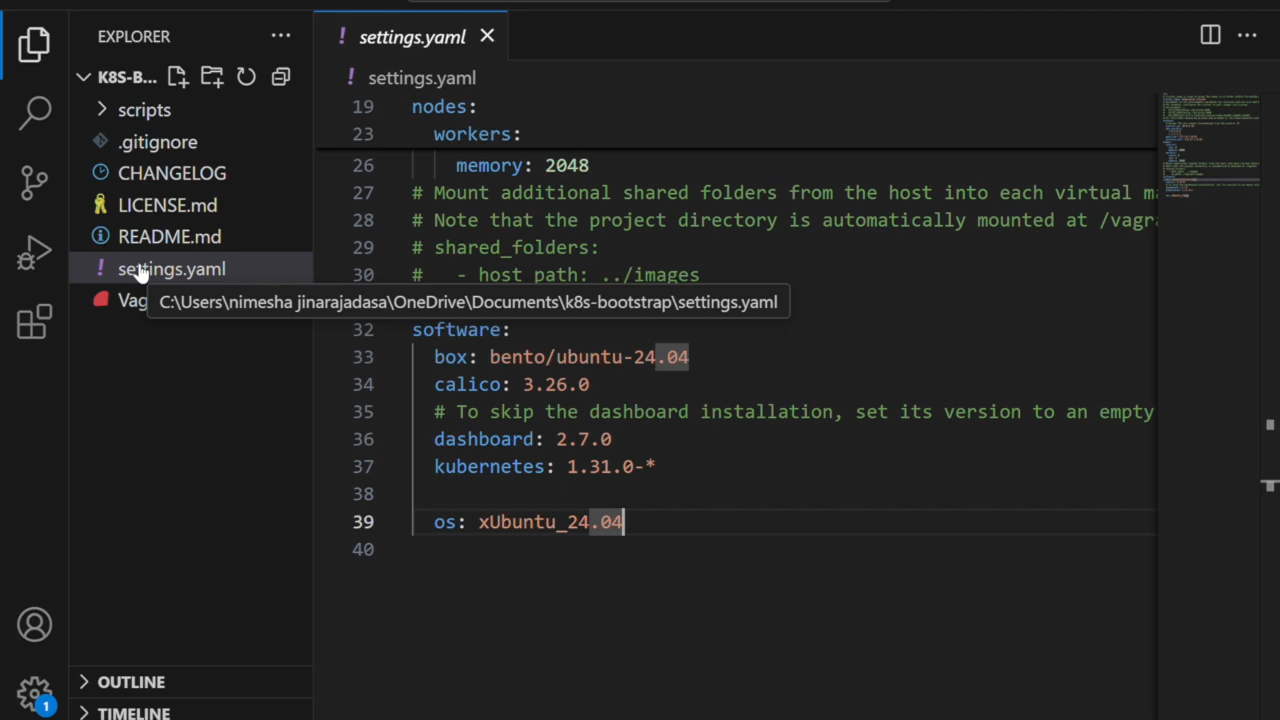 EXPLORER
K8S-B...
scripts
.gitignore
CHANGELOG
LICENSE.md
README.md
settings.yaml
Vag
C:\Users\nimesha jinarajadasa\OneDrive\Documents\k8s-bootstrap\settings.yaml
OUTLINE
TIMELINE
1
! settings.yaml
! settings.yaml
19 nodes:
23 workers:
26 memory: 2048
27 # Mount additional shared folders from the host into each virtual ma
28 # Note that the project directory is automatically mounted at /vagra
29 # shared_folders:
30 # - host_path: ../images
32 software:
33 box: bento/ubuntu-24.04
34 calico: 3.26.0
35 # To skip the dashboard installation, set its version to an empty
36 dashboard: 2.7.0
37 kubernetes: 1.31.0-*
38
39 os: xUbuntu_24.04
40